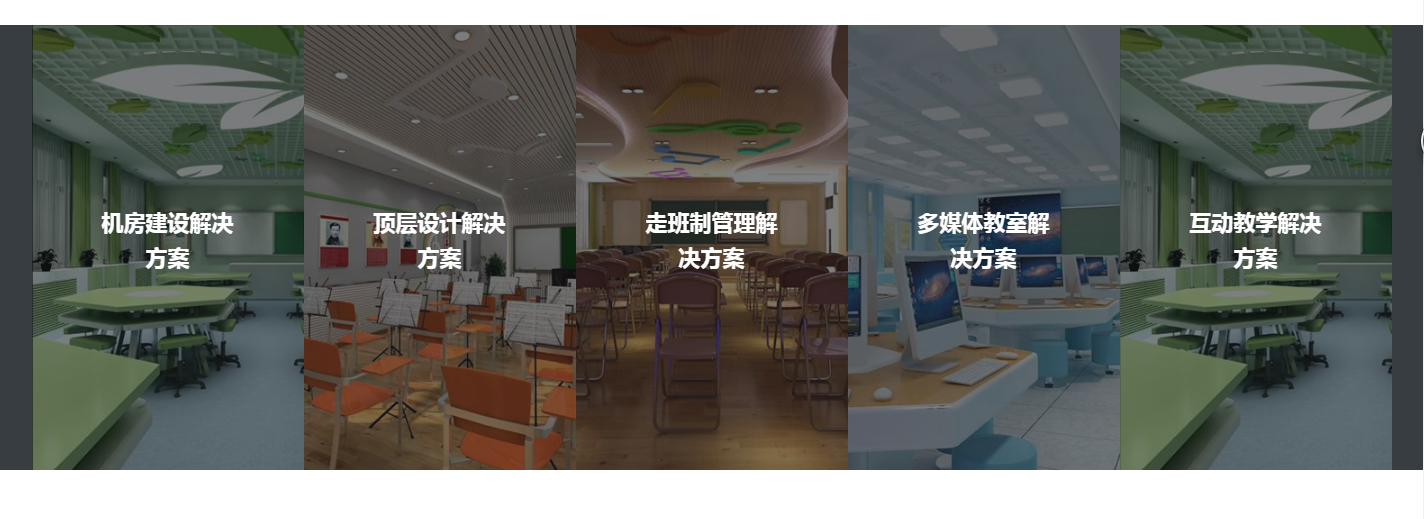 机房建设解决
方案
顶层设计解决
方案
走班制管理解
决方案
多媒体教室解
决方案
互动教学解决
方案